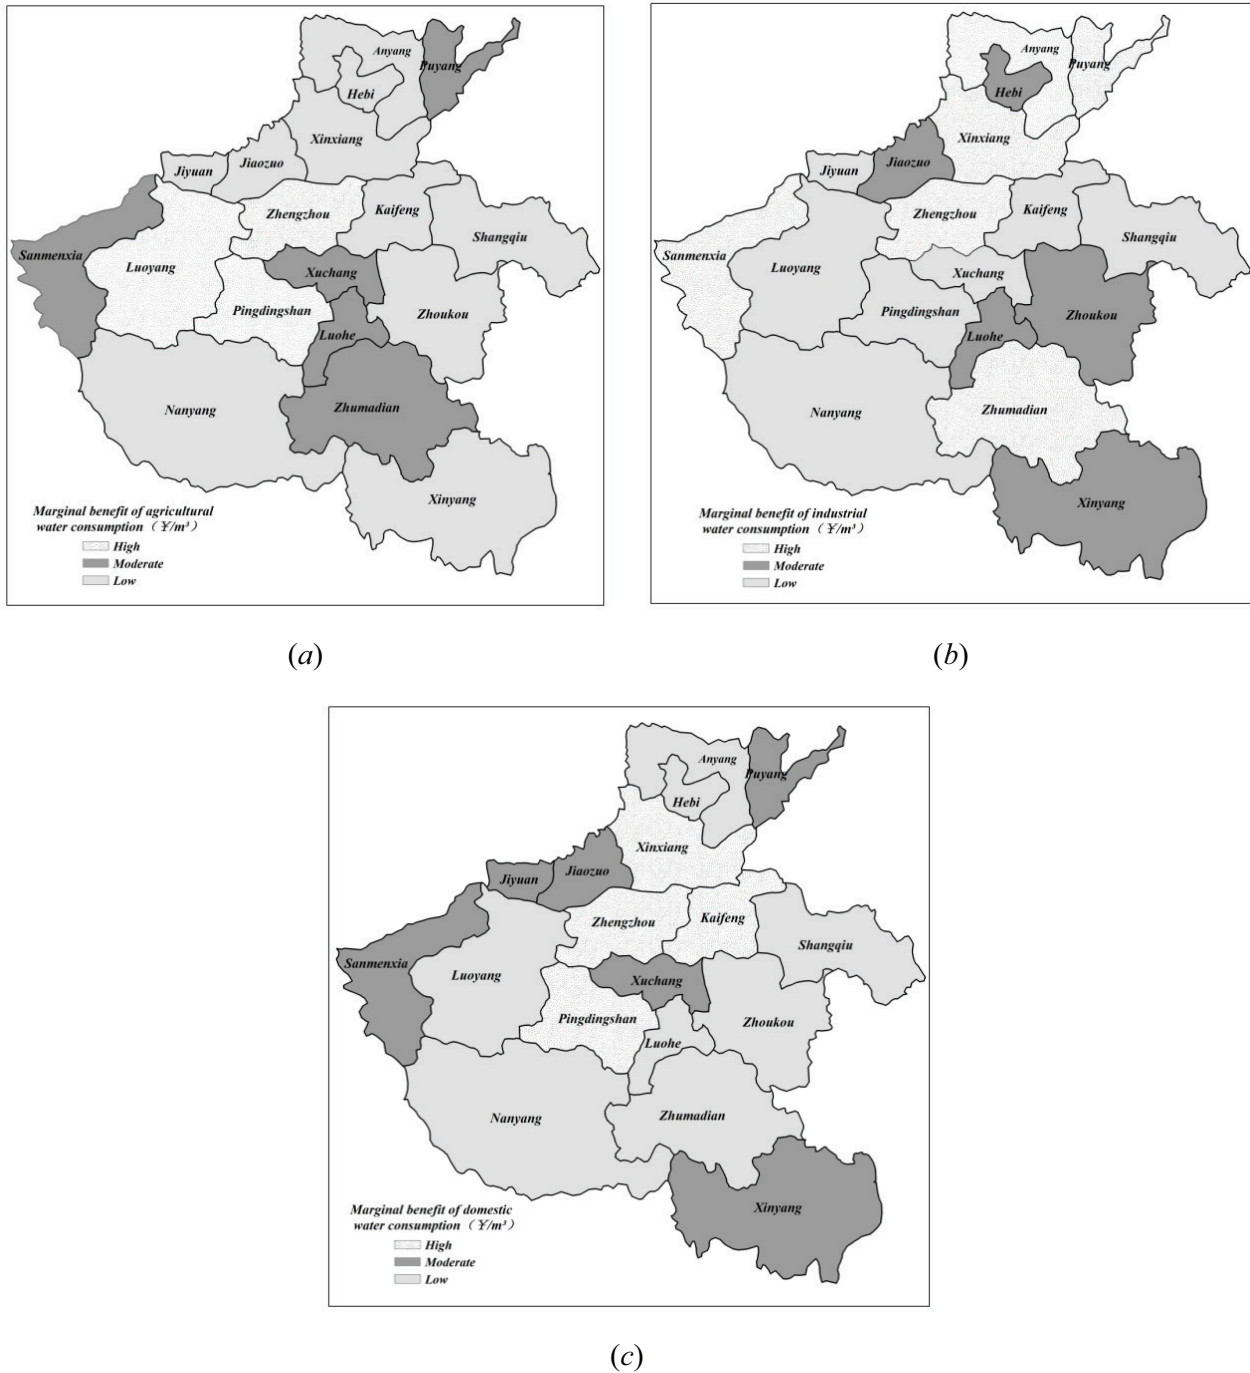 Anyang
Puyang
Hebi
Xinxiang
Jiaozuo
Jiyuan
Zhengzhou
Kaifeng
Shangqiu
Sanmenxia
Luoyang
Xuchang
Pingdingshan
Zhoukou
Luohe
Nanyang
Zhumadian
Xinyang
Marginal benefit of agricultural
water consumption（￥/m³）
High
Moderate
Low
(a)
Anyang
Puyang
Hebi
Xinxiang
Jiaozuo
Jiyuan
Zhengzhou
Kaifeng
Shangqiu
Sanmenxia
Luoyang
Xuchang
Pingdingshan
Zhoukou
Luohe
Nanyang
Zhumadian
Xinyang
Marginal benefit of industrial
water consumption（￥/m³）
High
Moderate
Low
(b)
Anyang
Puyang
Hebi
Xinxiang
Jiaozuo
Jiyuan
Zhengzhou
Kaifeng
Shangqiu
Sanmenxia
Luoyang
Xuchang
Pingdingshan
Zhoukou
Luohe
Nanyang
Zhumadian
Xinyang
Marginal benefit of domestic
water consumption（￥/m³）
High
Moderate
Low
(c)